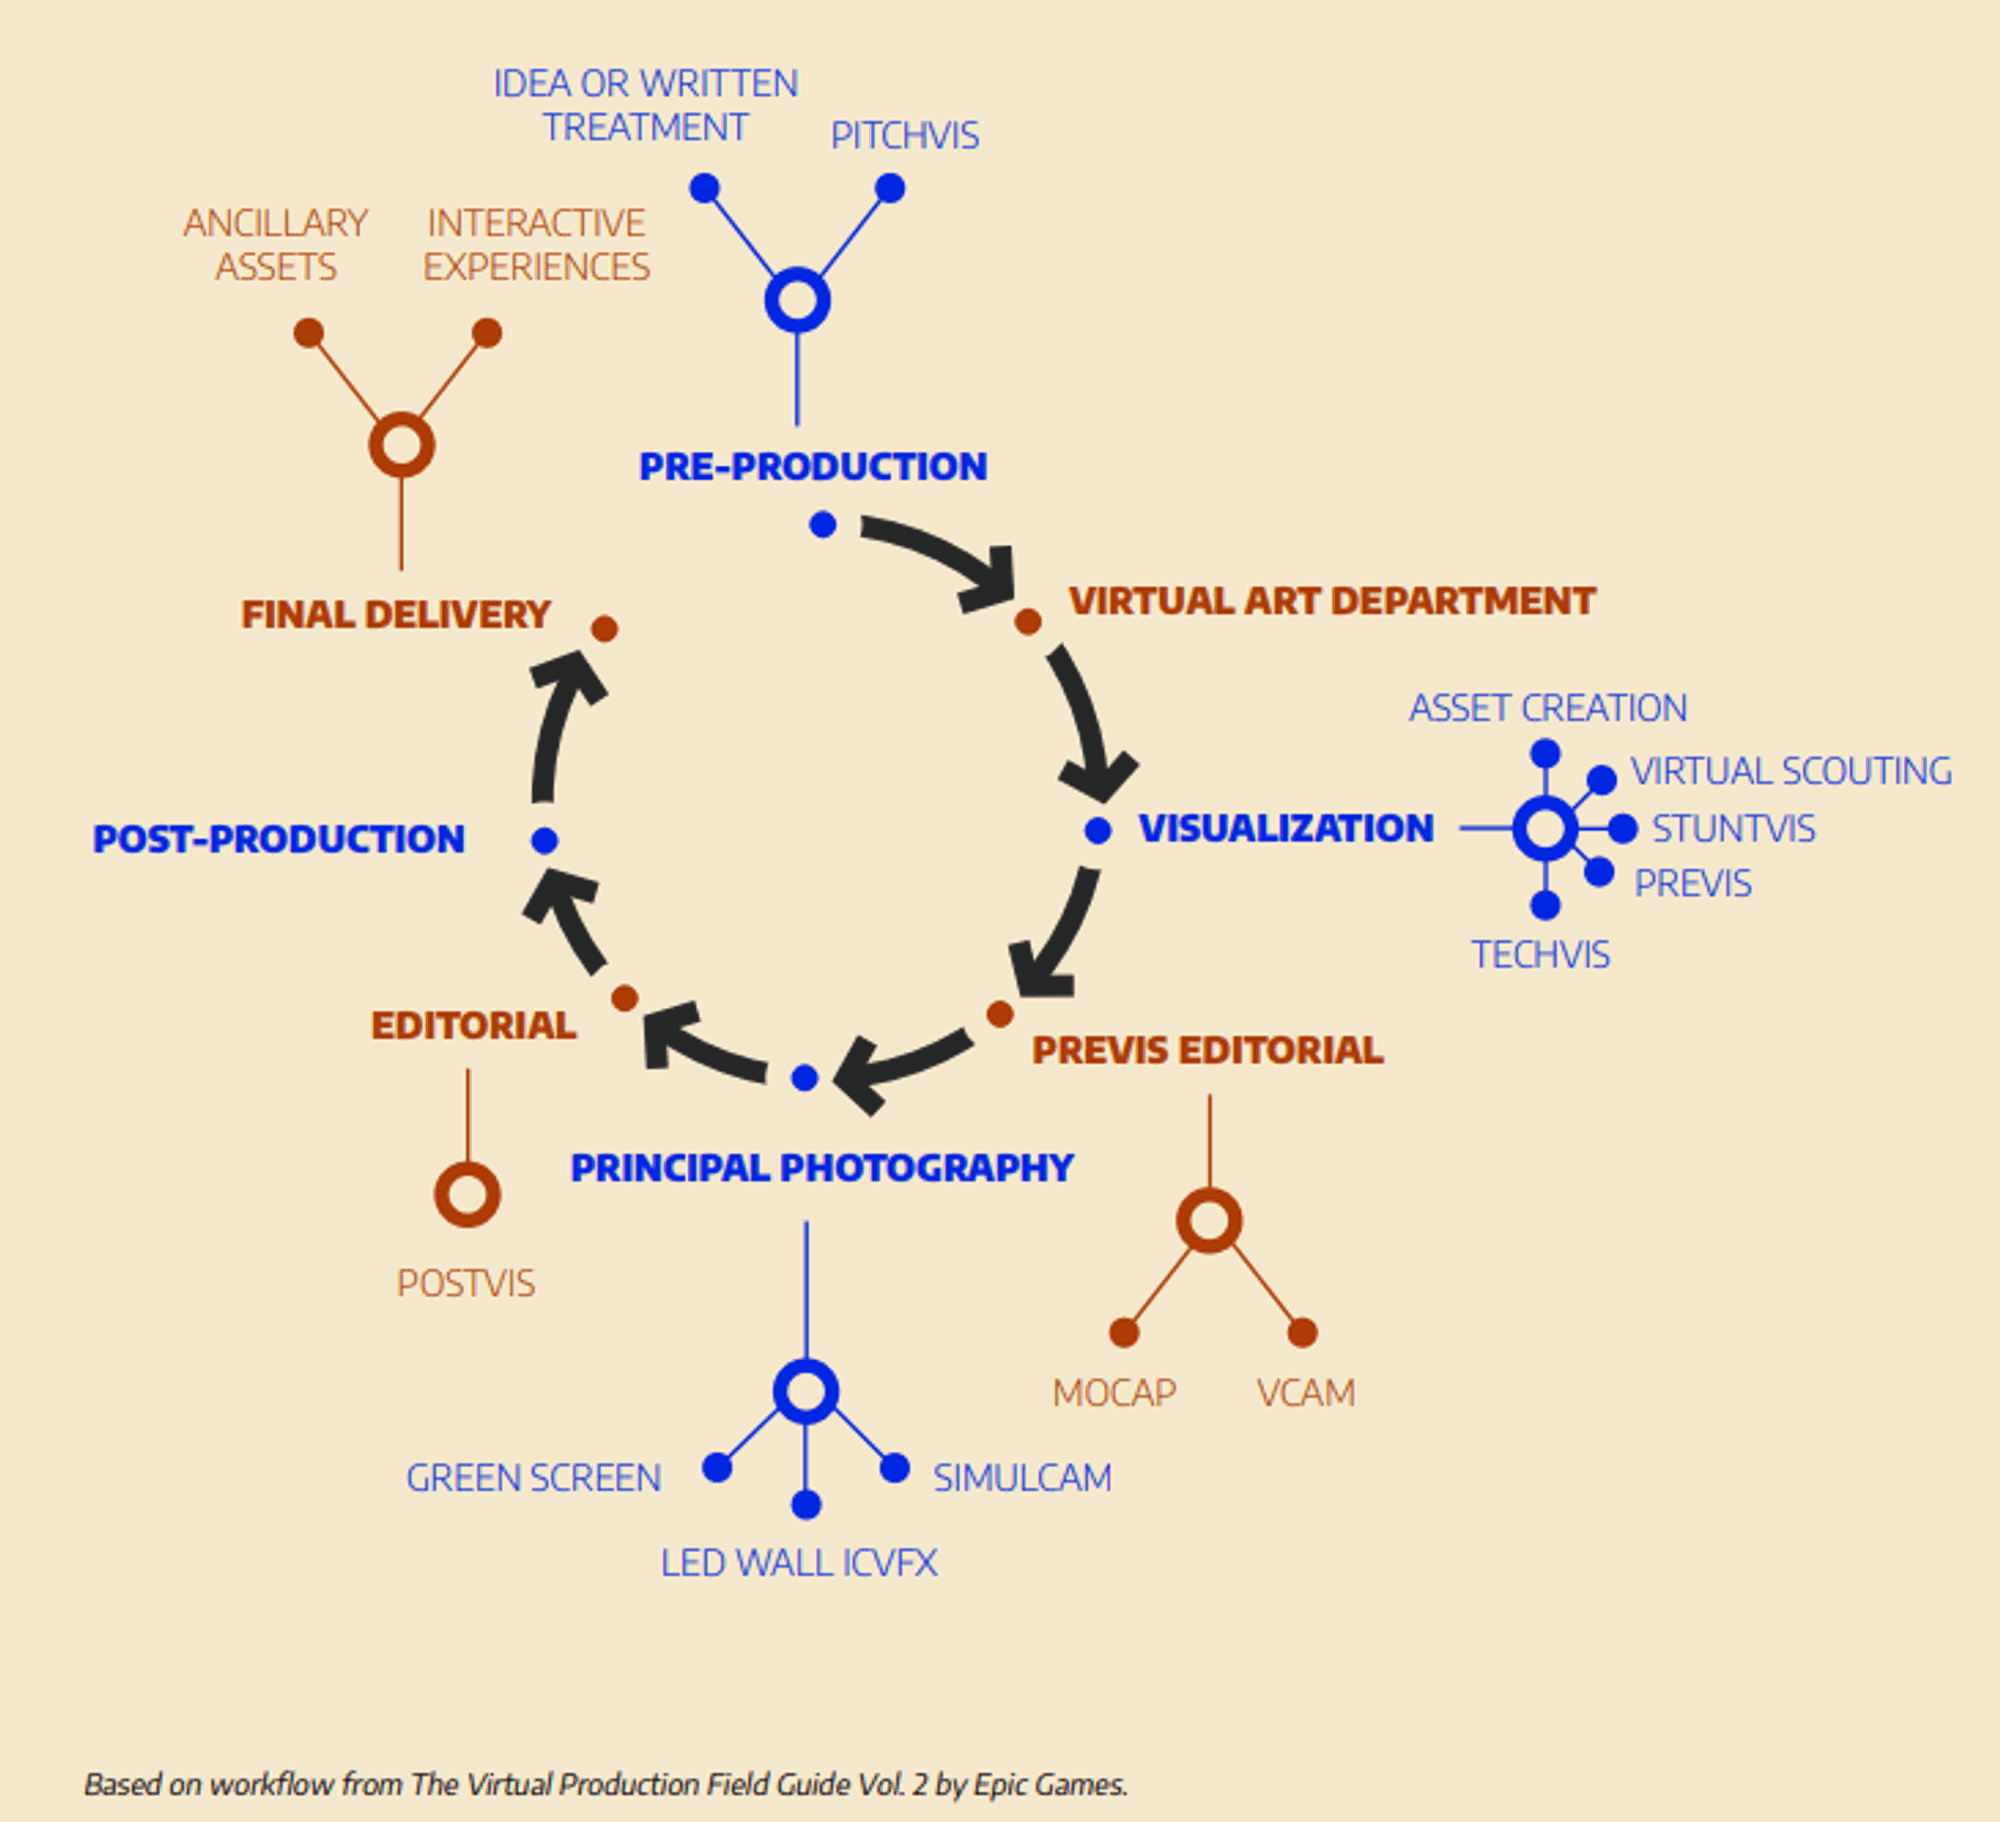 IDEA OR WRITTEN
TREATMENT
PITCHVIS
ANCILLARY
ASSETS
INTERACTIVE
EXPERIENCES
PRE-PRODUCTION
FINAL DELIVERY
VIRTUAL ART DEPARTMENT
ASSET CREATION
VIRTUAL SCOUTING
POST-PRODUCTION
VISUALIZATION
STUNTVIS
PREVIS
TECHVIS
EDITORIAL
PREVIS EDITORIAL
PRINCIPAL PHOTOGRAPHY
POSTVIS
MOCAP
VCAM
GREEN SCREEN
SIMULCAM
LED WALL ICVFX
Based on workflow from The Virtual Production Field Guide Vol. 2 by Epic Games.